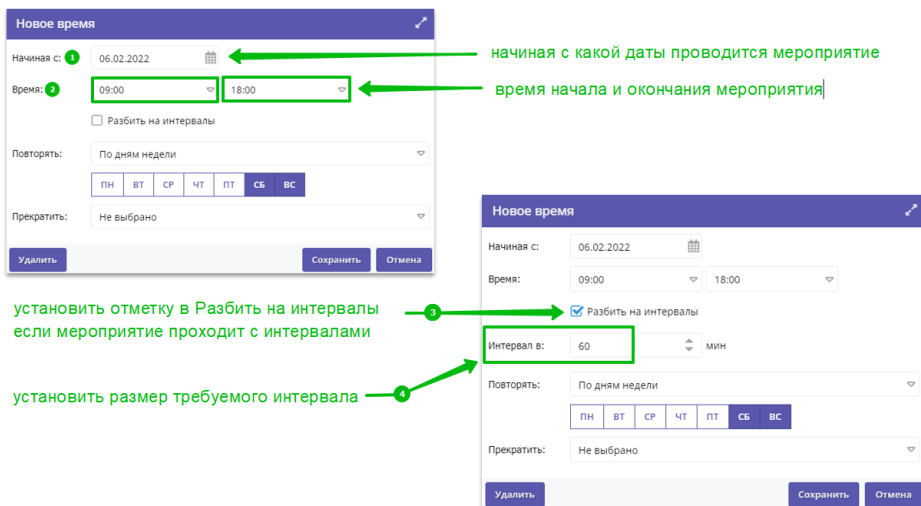 Новое время
Начиная с: 1 06.02.2022
начиная с какой даты проводится мероприятие
Время: 2 09:00 18:00
время начала и окончания мероприятия
Разбить на интервалы
Повторять: По дням недели
ПН ВТ СР ЧТ ПТ СБ ВС
Прекратить: Не выбрано
Удалить Сохранить Отмена
Новое время
Начиная с: 06.02.2022
Время: 09:00 18:00
установить отметку в Разбить на интервалы
если мероприятие проходит с интервалами
3
Разбить на интервалы
Интервал в: 60 мин
установить размер требуемого интервала 4
Повторять: По дням недели
ПН ВТ СР ЧТ ПТ СБ ВС
Прекратить: Не выбрано
Удалить Сохранить Отмена